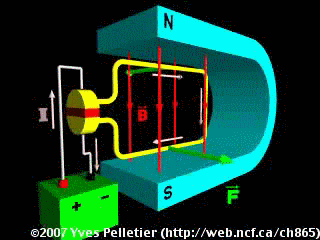 N
I
B
S
F
+ -
©2007 Yves Pelletier (http://web.ncf.ca/ch865)